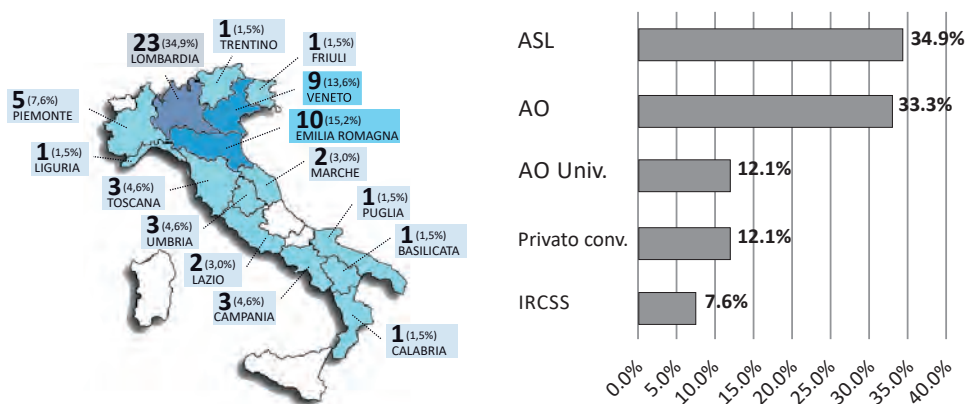 1 (1,5%)
TRENTINO
23 (34,9%)
LOMBARDIA
1 (1,5%)
FRIULI
9 (13,6%)
VENETO
5 (7,6%)
PIEMONTE
10 (15,2%)
EMILIA ROMAGNA
1 (1,5%)
LIGURIA
2 (3,0%)
MARCHE
3 (4,6%)
TOSCANA
1 (1,5%)
PUGLIA
3 (4,6%)
UMBRIA
1 (1,5%)
BASILICATA
2 (3,0%)
LAZIO
3 (4,6%)
CAMPANIA
1 (1,5%)
CALABRIA
ASL 34.9%
AO 33.3%
AO Univ. 12.1%
Privato conv. 12.1%
IRCSS 7.6%
0.0% 5.0% 10.0% 15.0% 20.0% 25.0% 30.0% 35.0% 40.0%